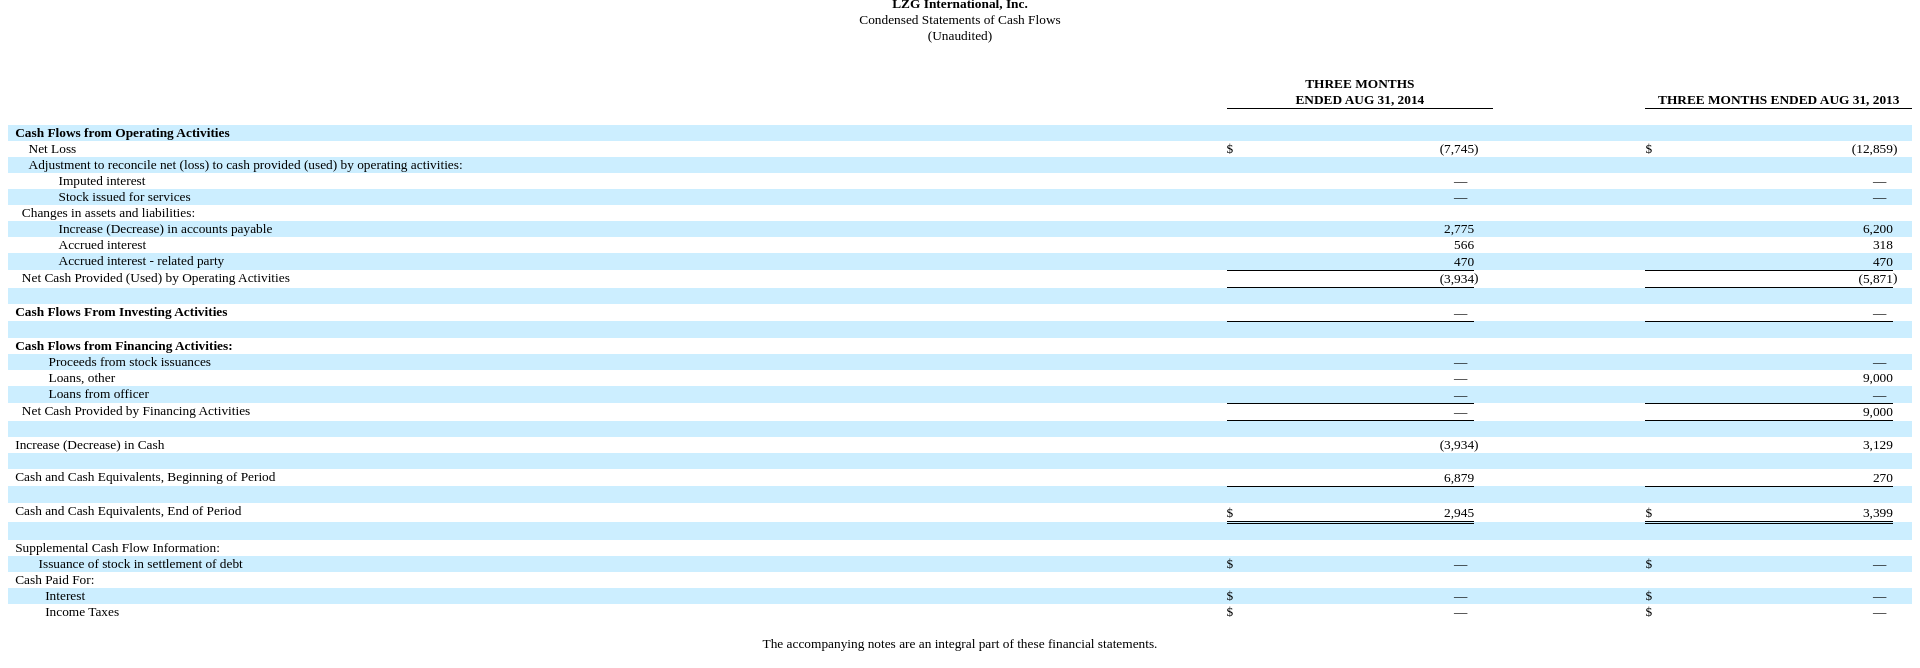 LZG International, Inc.
Condensed Statements of Cash Flows
(Unaudited)
THREE MONTHS
ENDED AUG 31, 2014 THREE MONTHS ENDED AUG 31, 2013
Cash Flows from Operating Activities
Net Loss $ (7,745) $ (12,859)
Adjustment to reconcile net (loss) to cash provided (used) by operating activities:
Imputed interest — —
Stock issued for services — —
Changes in assets and liabilities:
Increase (Decrease) in accounts payable 2,775 6,200
Accrued interest 566 318
Accrued interest - related party 470 470
Net Cash Provided (Used) by Operating Activities (3,934) (5,871)
Cash Flows From Investing Activities — —
Cash Flows from Financing Activities:
Proceeds from stock issuances — —
Loans, other — 9,000
Loans from officer — —
Net Cash Provided by Financing Activities — 9,000
Increase (Decrease) in Cash (3,934) 3,129
Cash and Cash Equivalents, Beginning of Period 6,879 270
Cash and Cash Equivalents, End of Period $ 2,945 $ 3,399
Supplemental Cash Flow Information:
Issuance of stock in settlement of debt $ — $ —
Cash Paid For:
Interest $ — $ —
Income Taxes $ — $ —
The accompanying notes are an integral part of these financial statements.